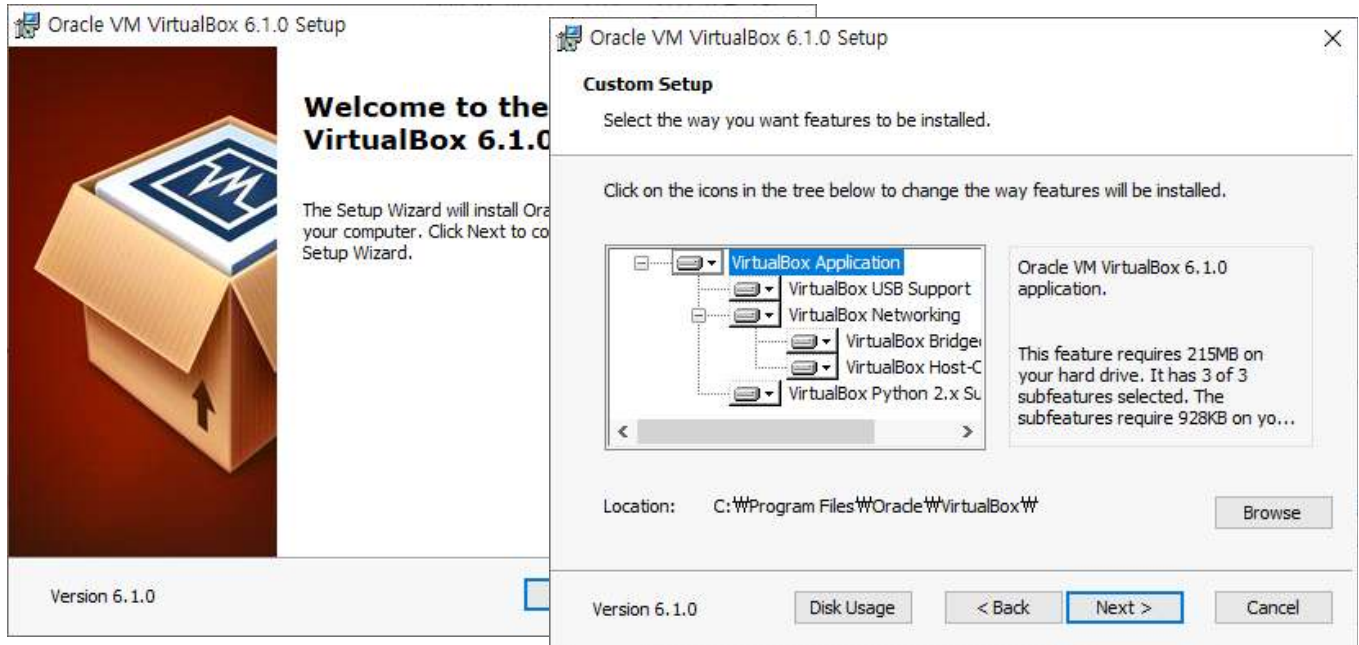 Oracle VM VirtualBox 6.1.0 Setup
Welcome to the
VirtualBox 6.1.0
The Setup Wizard will install Ora
your computer. Click Next to co
Setup Wizard.
Version 6.1.0
Oracle VM VirtualBox 6.1.0 Setup
Custom Setup
Select the way you want features to be installed.
Click on the icons in the tree below to change the way features will be installed.
VirtualBox Application
VirtualBox USB Support
VirtualBox Networking
VirtualBox Bridge
VirtualBox Host-C
VirtualBox Python 2.x Su
Oracle VM VirtualBox 6.1.0
application.
This feature requires 215MB on
your hard drive. It has 3 of 3
subfeatures selected. The
subfeatures require 928KB on yo...
Location: C:₩Program Files₩Oracle₩VirtualBox₩
Browse
Version 6.1.0
Disk Usage
< Back
Next >
Cancel